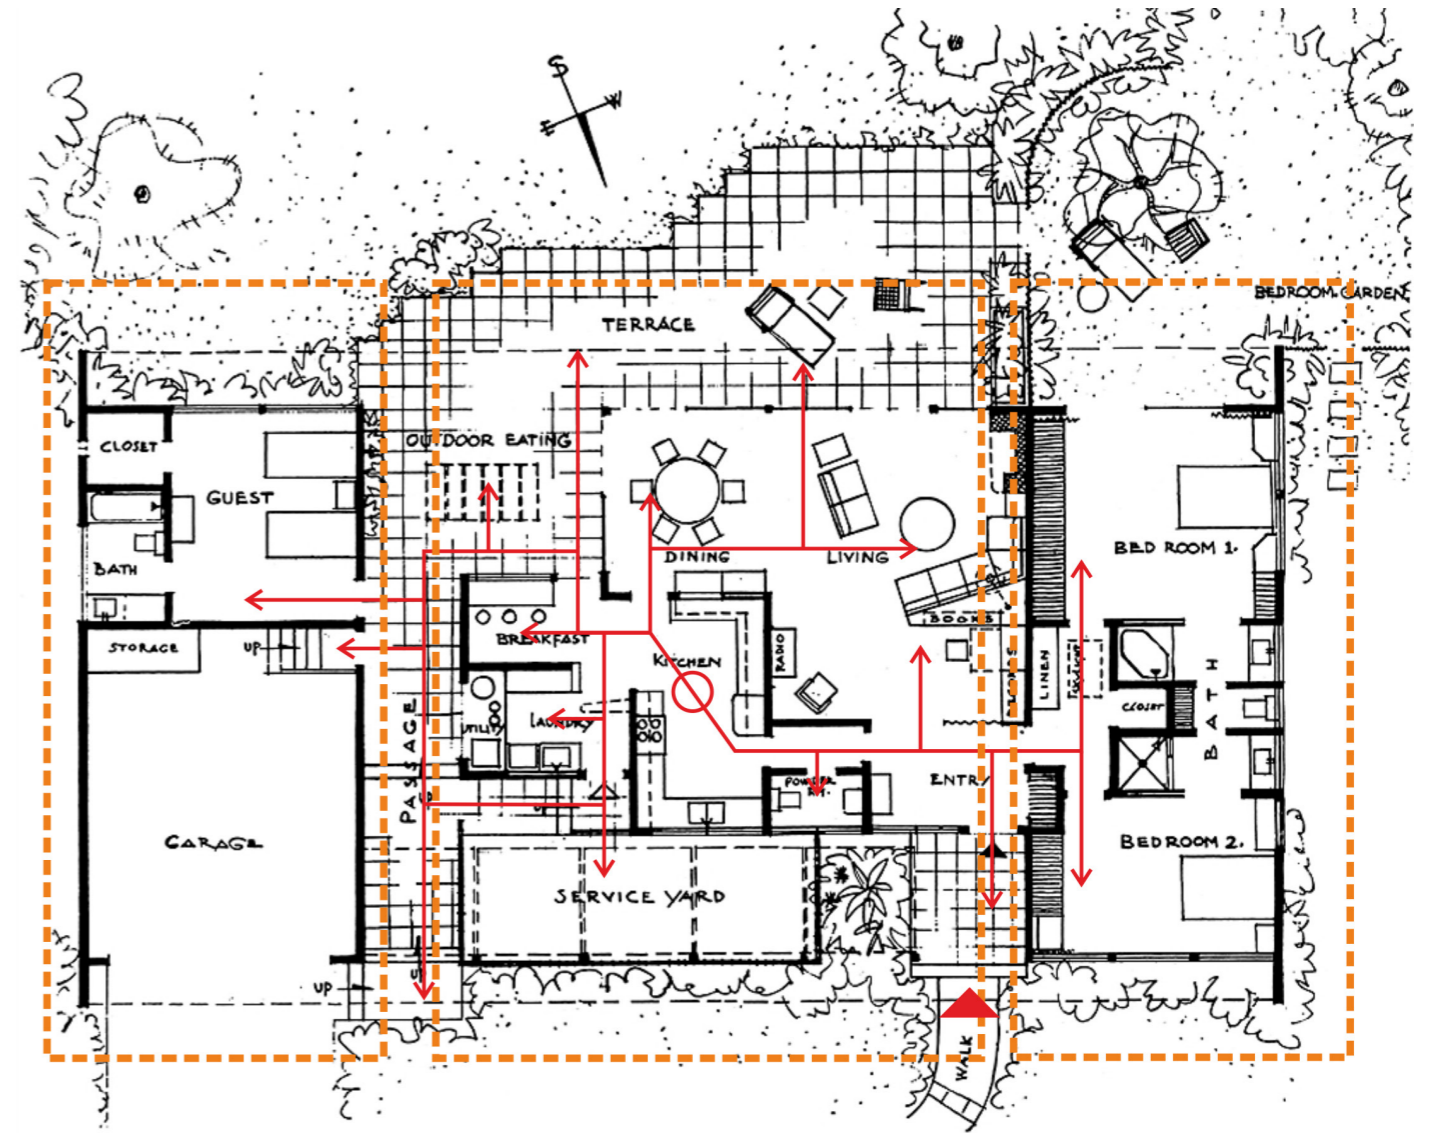 S
W
BEDROOM GARDEN
TERRACE
OUTDOOR EATING
CLOSET
GUEST
BATH
DINING
LIVING
BED ROOM 1.
BREAKFAST
BOOKS
STORAGE
UP
KITCHEN
RADIO
LINEN
BATH
CLOSET
UTILITY
LAUNDRY
PASSAGE
POWDER
RM.
ENTRY
GARAGE
BEDROOM 2.
SERVICE YARD
UP
WALK